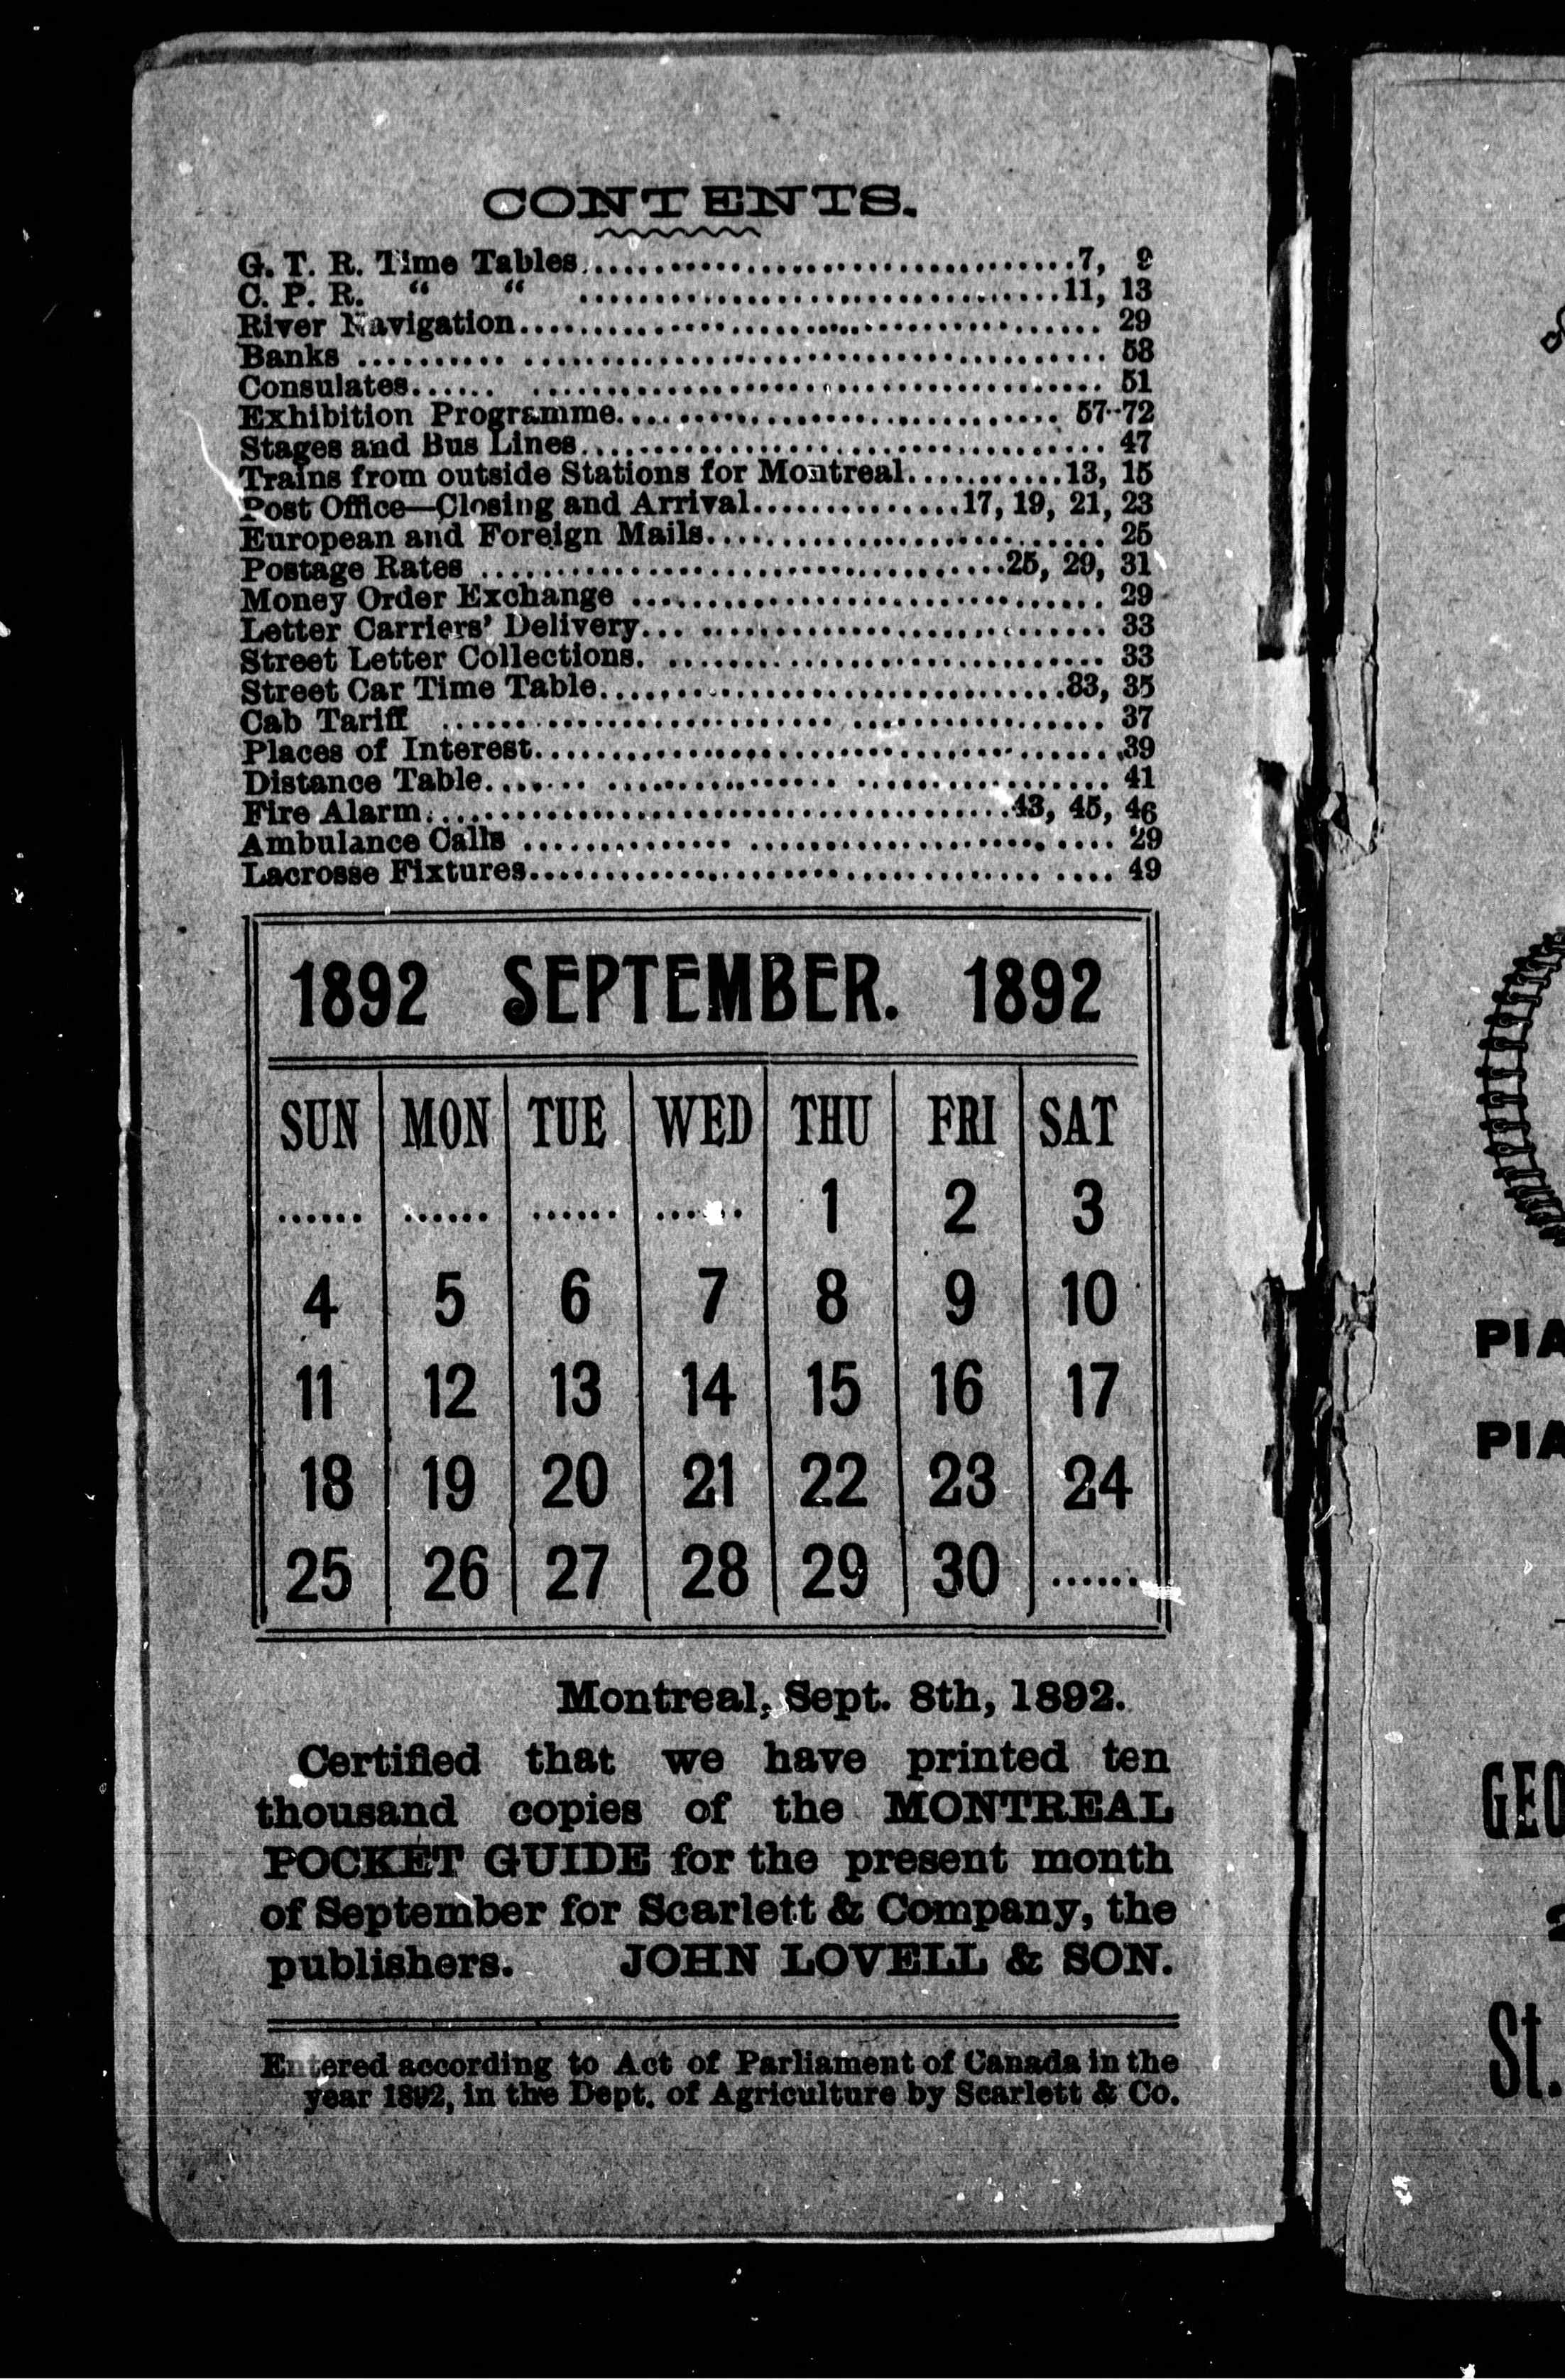 CONTENTS.
G. T. R. Time Tables.......................................7, 9
C. P. R. “ “ .......................................11, 13
River Navigation............................................... 29
Banks .......... ............................................... 53
Consulates...... .............................................. 51
Exhibition Programme.................................... 57--72
Stages and Bus Lines.......................................... 47
Trains from outside Stations for Montreal............13, 15
Post Office—Closing and Arrival...............17, 19, 21, 23
European and Foreign Mails................................ 25
Postage Rates ..........................................25, 29, 31
Money Order Exchange ...................................... 29
Letter Carriers’ Delivery... ................................. 33
Street Letter Collections. ................................... 33
Street Car Time Table......................................33, 35
Cab Tariff ................................ .................... 37
Places of Interest...............................................39
Distance Table........ ................... .................... 41
Fire Alarm................................................43, 45, 46
Ambulance Calls ................. ............................. 29
Lacrosse Fixtures......................................... .... 49
1892 SEPTEMBER. 1892
SUN MON TUE WED THU FRI SAT
...... ...... ...... ...... 1 2 3
4 5 6 7 8 9 10
11 12 13 14 15 16 17
18 19 20 21 22 23 24
25 26 27 28 29 30 ......
Montreal, Sept. 8th, 1892.
Certified that we have printed ten
thousand copies of the MONTREAL
POCKET GUIDE for the present month
of September for Scarlett & Company, the
publishers. JOHN LOVELL & SON.
Entered according to Act of Parliament of Canada in the
year 1892, in the Dept. of Agriculture by Scarlett & Co.
PIA
PIA
GEO
St.